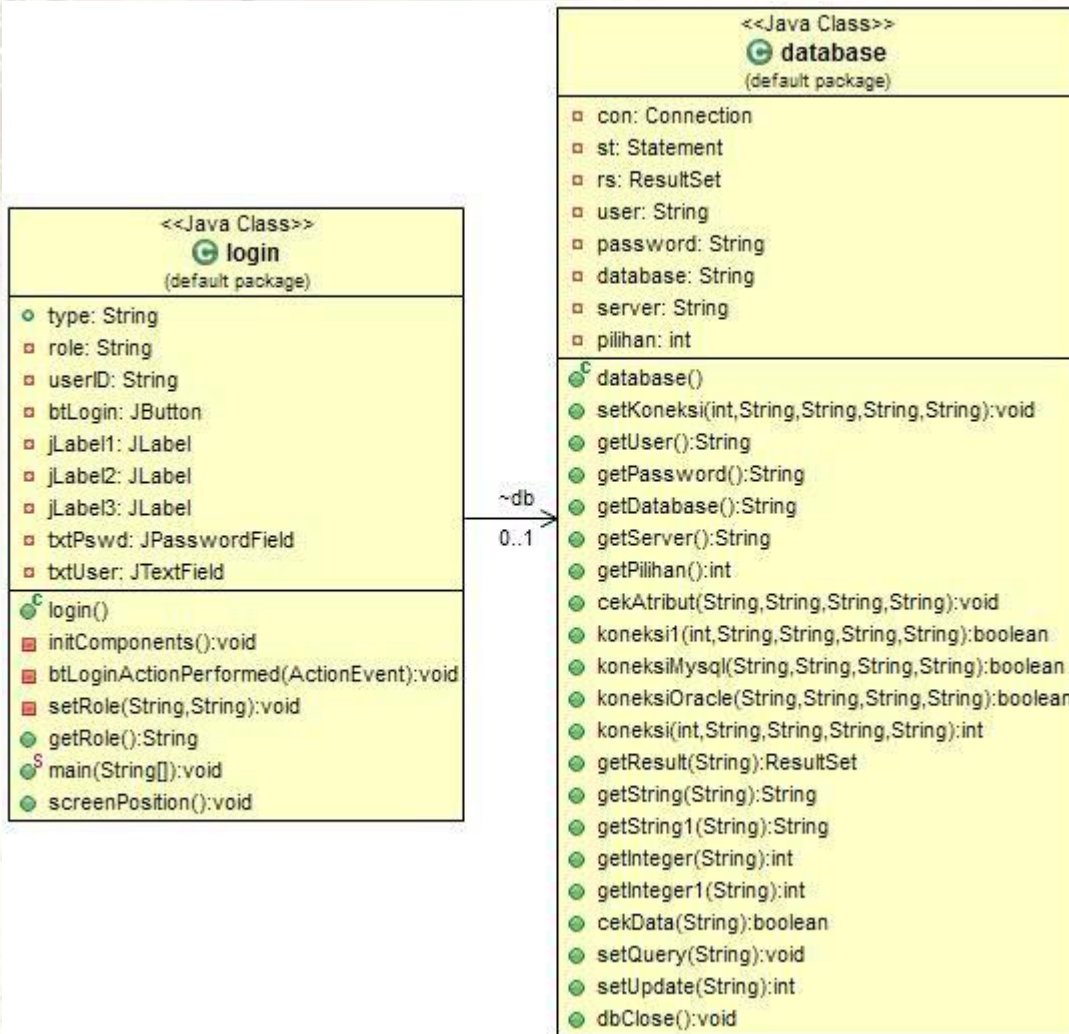 <<Java Class>>
login
(default package)
type: String
role: String
userID: String
btLogin: JButton
jLabel1: JLabel
jLabel2: JLabel
jLabel3: JLabel
txtPswd: JPasswordField
txtUser: JTextField
login()
initComponents():void
btLoginActionPerformed(ActionEvent):void
setRole(String,String):void
getRole():String
main(String[]):void
screenPosition():void
~db
0..1
<<Java Class>>
database
(default package)
con: Connection
st: Statement
rs: ResultSet
user: String
password: String
database: String
server: String
pilihan: int
database()
setKoneksi(int,String,String,String,String):void
getUser():String
getPassword():String
getDatabase():String
getServer():String
getPilihan():int
cekAtribut(String,String,String,String):void
koneksi1(int,String,String,String,String):boolean
koneksiMysql(String,String,String,String):boolean
koneksiOracle(String,String,String,String):boolean
koneksi(int,String,String,String,String):int
getResult(String):ResultSet
getString(String):String
getString1(String):String
getInteger(String):int
getInteger1(String):int
cekData(String):boolean
setQuery(String):void
setUpdate(String):int
dbClose():void